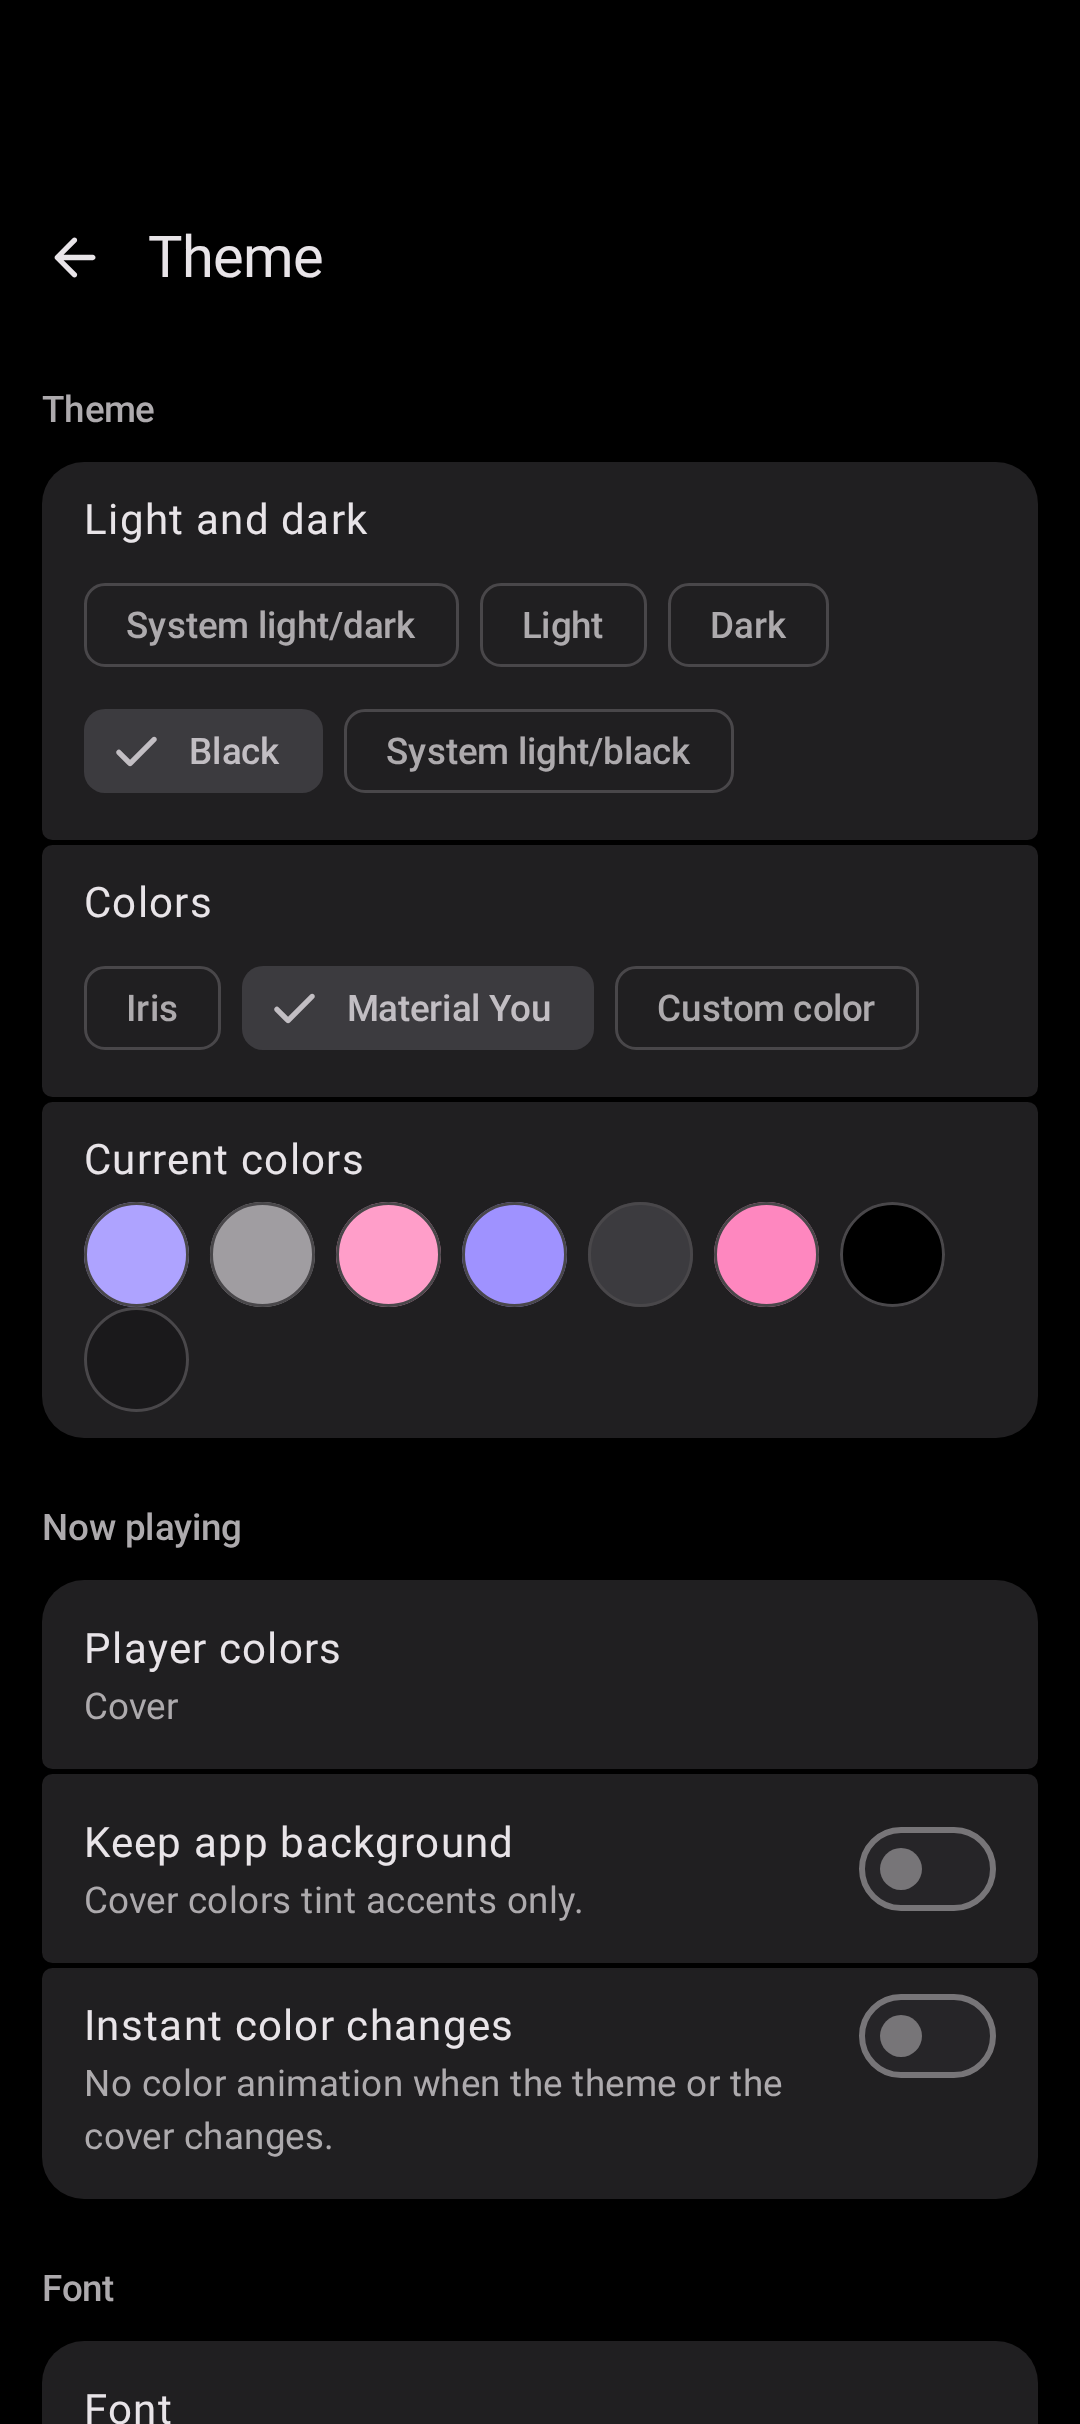 Theme
Theme
Light and dark
System light/dark
Light
Dark
Black
System light/black
Colors
Iris
Material You
Custom color
Current colors
Now playing
Player colors
Cover
Keep app background
Cover colors tint accents only.
Instant color changes
No color animation when the theme or the
cover changes.
Font
Font